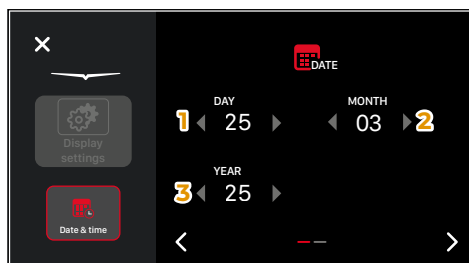 DATE
DAY
MONTH
1 25
03 2
Display
settings
YEAR
3 25
Date & time